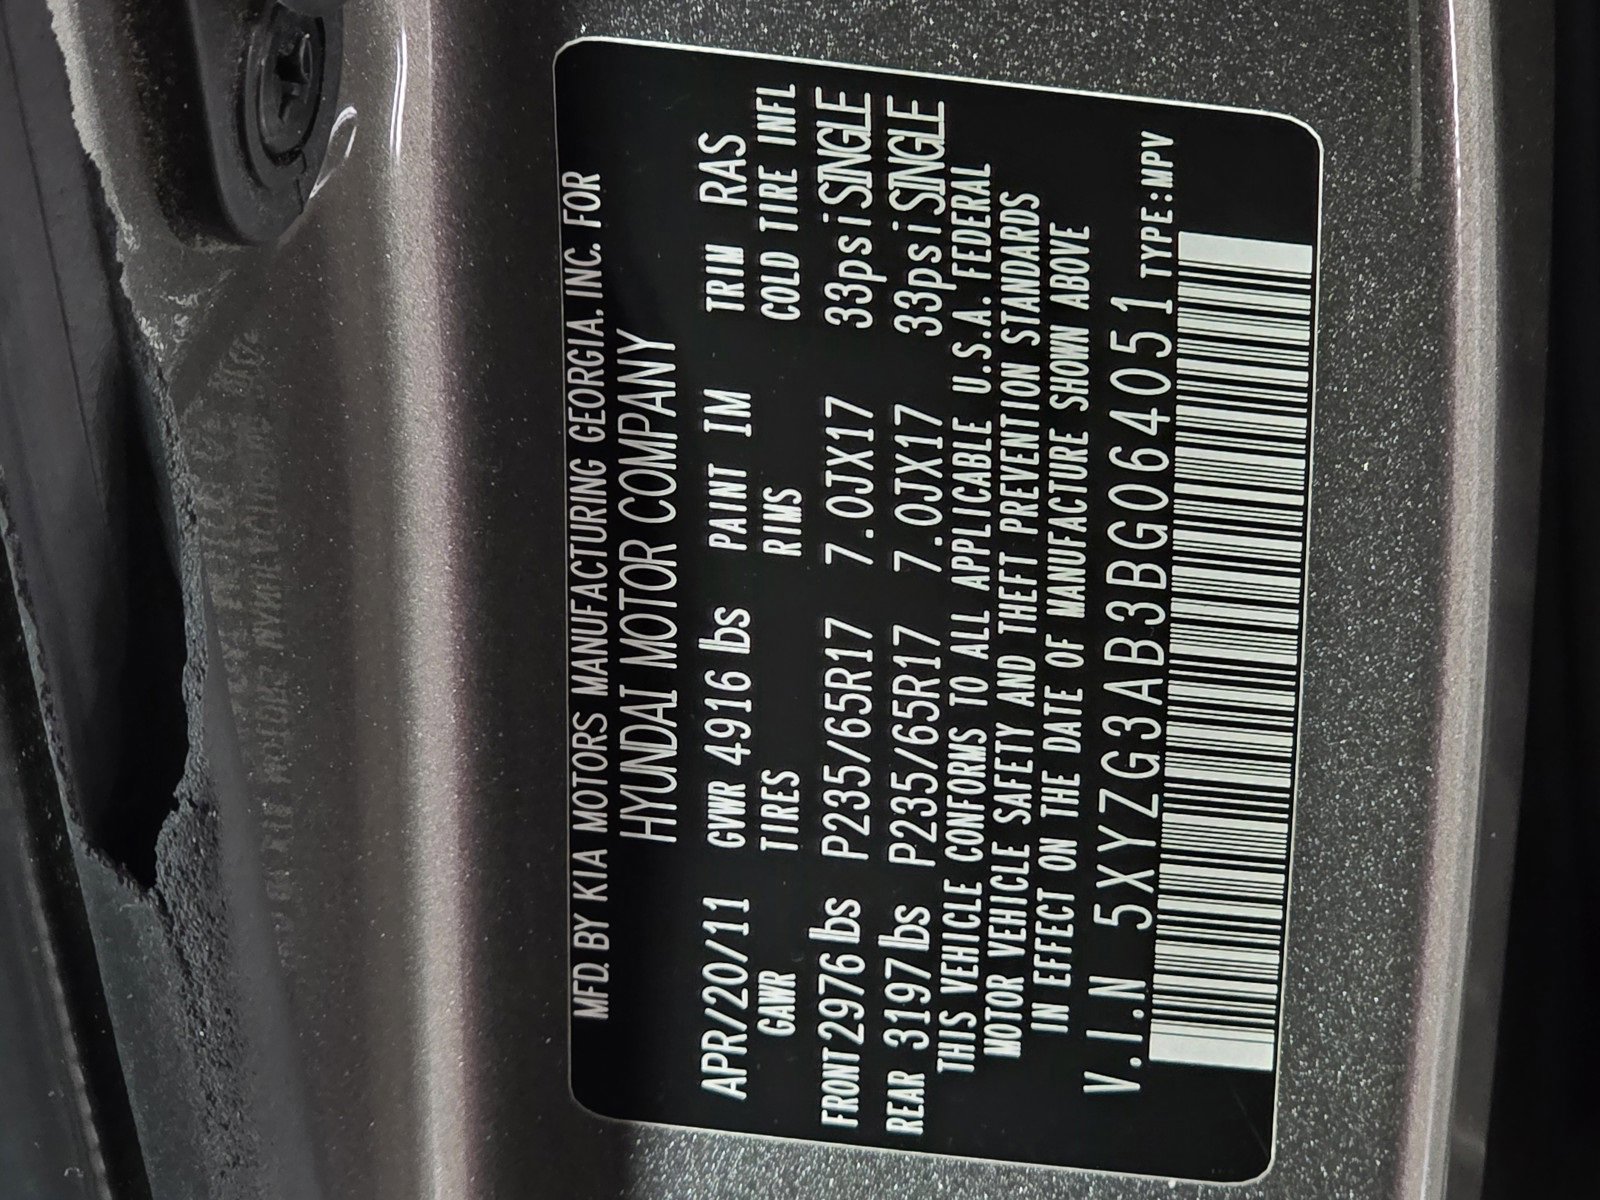 MFD. BY KIA MOTORS MANUFACTURING GEORGIA. INC. FOR
HYUNDAI MOTOR COMPANY
APR/20/11 GVWR 4916 lbs PAINT IM TRIM RAS
GAWR TIRES RIMS COLD TIRE INFL
FRONT 2976 lbs P235/65R17 7.0JX17 33psi SINGLE
REAR 3197 lbs P235/65R17 7.0JX17 33psi SINGLE
THIS VEHICLE CONFORMS TO ALL APPLICABLE U.S.A. FEDERAL
MOTOR VEHICLE SAFETY AND THEFT PREVENTION STANDARDS
IN EFFECT ON THE DATE OF MANUFACTURE SHOWN ABOVE
V.I.N 5XYZG3AB3BG064051 TYPE:MPV